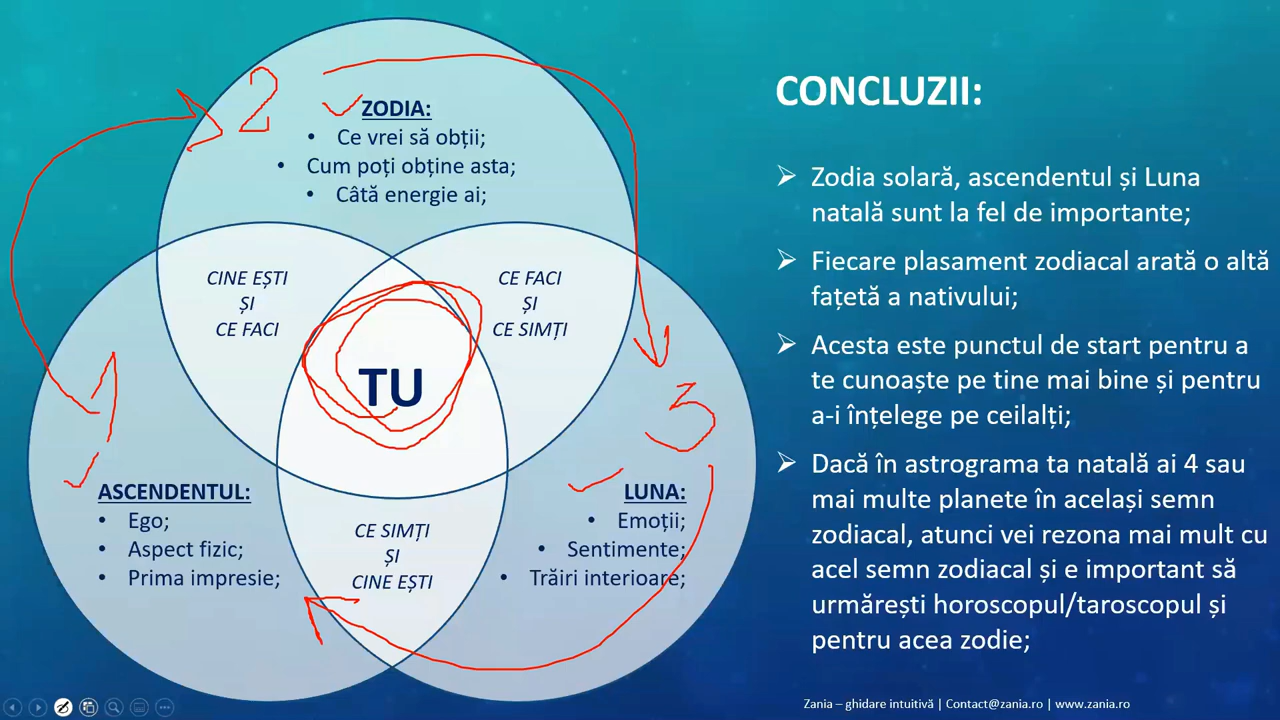 2
ZODIA:
• Ce vrei să obții;
• Cum poți obține asta;
• Câtă energie ai;
CINE EȘTI
ȘI
CE FACI
CE FACI
ȘI
CE SIMȚI
TU
1
3
ASCENDENTUL:
• Ego;
• Aspect fizic;
• Prima impresie;
LUNA:
• Emoții;
• Sentimente;
• Trăiri interioare;
CE SIMȚI
ȘI
CINE EȘTI
CONCLUZII:
Zodia solară, ascendentul și Luna
natală sunt la fel de importante;
Fiecare plasament zodiacal arată o altă
fațetă a nativului;
Acesta este punctul de start pentru a
te cunoaște pe tine mai bine și pentru
a-i înțelege pe ceilalți;
Dacă în astrograma ta natală ai 4 sau
mai multe planete în același semn
zodiacal, atunci vei rezona mai mult cu
acel semn zodiacal și e important să
urmărești horoscopul/taroscopul și
pentru acea zodie;
Zania – ghidare intuitivă | Contact@zania.ro | www.zania.ro